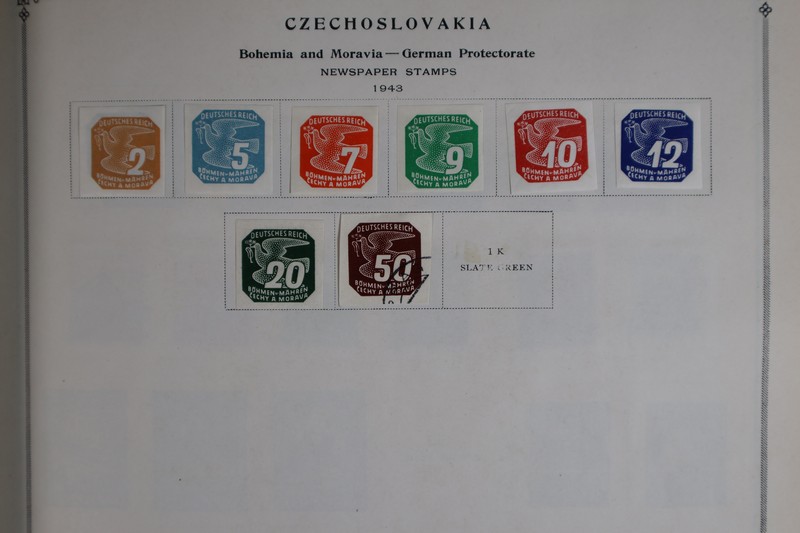 CZECHOSLOVAKIA
Bohemia and Moravia — German Protectorate
NEWSPAPER STAMPS
1943
DEUTSCHES REICH
2
BÖHMEN-MÄHREN
ČECHY A MORAVA
DEUTSCHES REICH
5
BÖHMEN-MÄHREN
ČECHY A MORAVA
DEUTSCHES REICH
7
BÖHMEN-MÄHREN
ČECHY A MORAVA
DEUTSCHES REICH
9
BÖHMEN-MÄHREN
ČECHY A MORAVA
DEUTSCHES REICH
10
BÖHMEN-MÄHREN
ČECHY A MORAVA
DEUTSCHES REICH
12
BÖHMEN-MÄHREN
ČECHY A MORAVA
DEUTSCHES REICH
20
BÖHMEN-MÄHREN
ČECHY A MORAVA
DEUTSCHES REICH
50
BÖHMEN-MÄHREN
ČECHY A MORAVA
1 K
SLATE GREEN